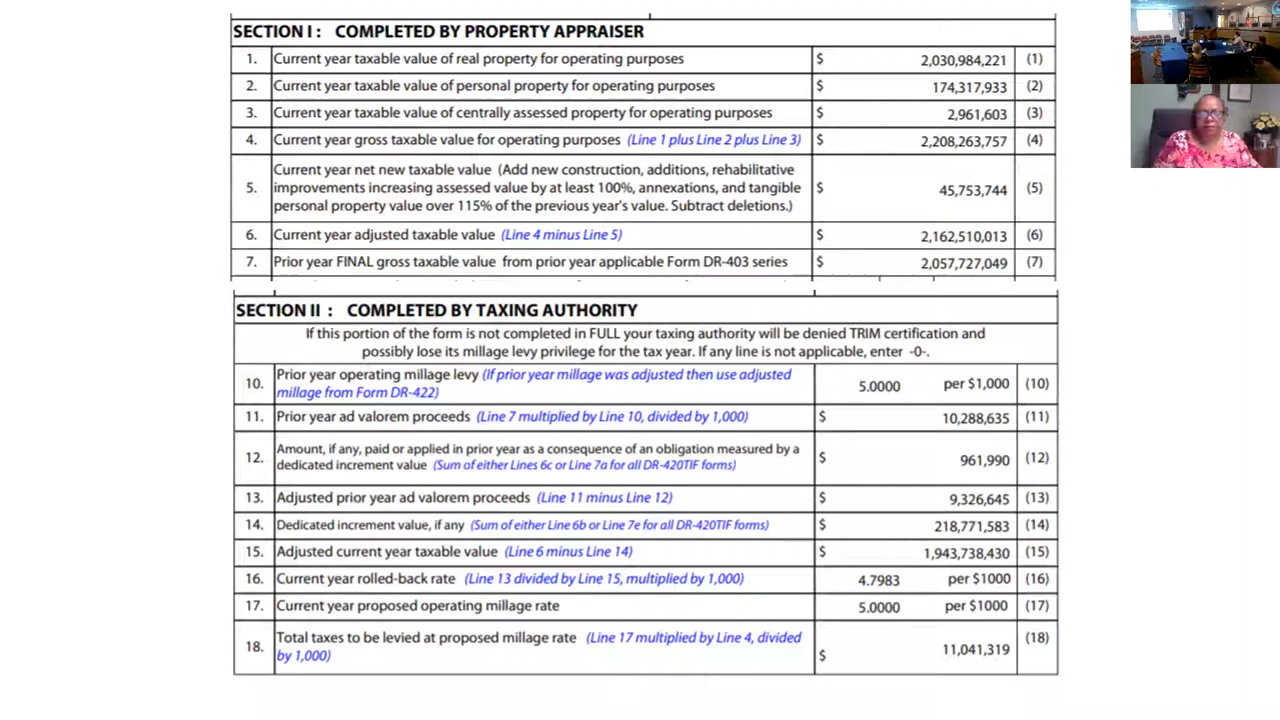 SECTION I : COMPLETED BY PROPERTY APPRAISER
1. Current year taxable value of real property for operating purposes $ 2,030,984,221 (1)
2. Current year taxable value of personal property for operating purposes $ 174,317,933 (2)
3. Current year taxable value of centrally assessed property for operating purposes $ 2,961,603 (3)
4. Current year gross taxable value for operating purposes (Line 1 plus Line 2 plus Line 3) $ 2,208,263,757 (4)
Current year net new taxable value (Add new construction, additions, rehabilitative
5. improvements increasing assessed value by at least 100%, annexations, and tangible $ 45,753,744 (5)
personal property value over 115% of the previous year's value. Subtract deletions.)
6. Current year adjusted taxable value (Line 4 minus Line 5) $ 2,162,510,013 (6)
7. Prior year FINAL gross taxable value from prior year applicable Form DR-403 series $ 2,057,727,049 (7)
SECTION II : COMPLETED BY TAXING AUTHORITY
If this portion of the form is not completed in FULL your taxing authority will be denied TRIM certification and
possibly lose its millage levy privilege for the tax year. If any line is not applicable, enter -0-.
10. Prior year operating millage levy (If prior year millage was adjusted then use adjusted 5.0000 per $1,000 (10)
millage from Form DR-422)
11. Prior year ad valorem proceeds (Line 7 multiplied by Line 10, divided by 1,000) $ 10,288,635 (11)
12. Amount, if any, paid or applied in prior year as a consequence of an obligation measured by a $ 961,990 (12)
dedicated increment value (Sum of either Lines 6c or Line 7a for all DR-420TIF forms)
13. Adjusted prior year ad valorem proceeds (Line 11 minus Line 12) $ 9,326,645 (13)
14. Dedicated increment value, if any (Sum of either Line 6b or Line 7e for all DR-420TIF forms) $ 218,771,583 (14)
15. Adjusted current year taxable value (Line 6 minus Line 14) $ 1,943,738,430 (15)
16. Current year rolled-back rate (Line 13 divided by Line 15, multiplied by 1,000) 4.7983 per $1000 (16)
17. Current year proposed operating millage rate 5.0000 per $1000 (17)
18. Total taxes to be levied at proposed millage rate (Line 17 multiplied by Line 4, divided $ 11,041,319 (18)
by 1,000)